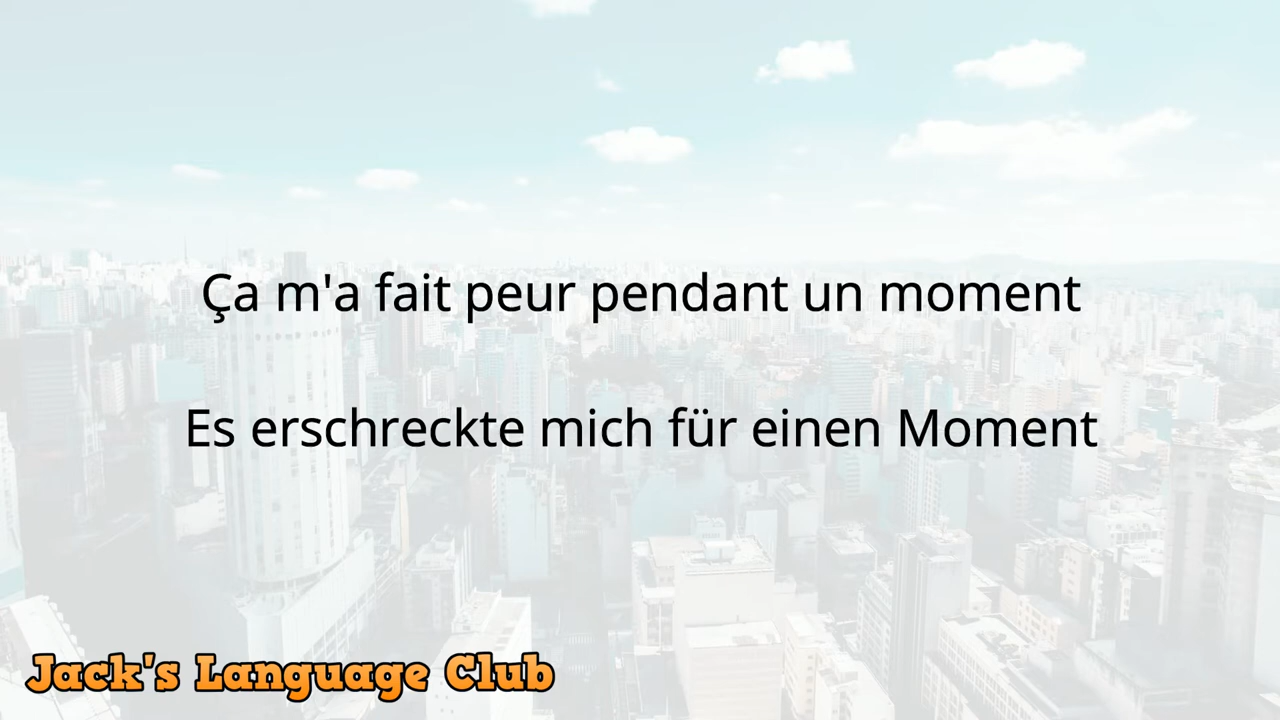 Ça m'a fait peur pendant un moment
Es erschreckte mich für einen Moment
Jack's Language Club